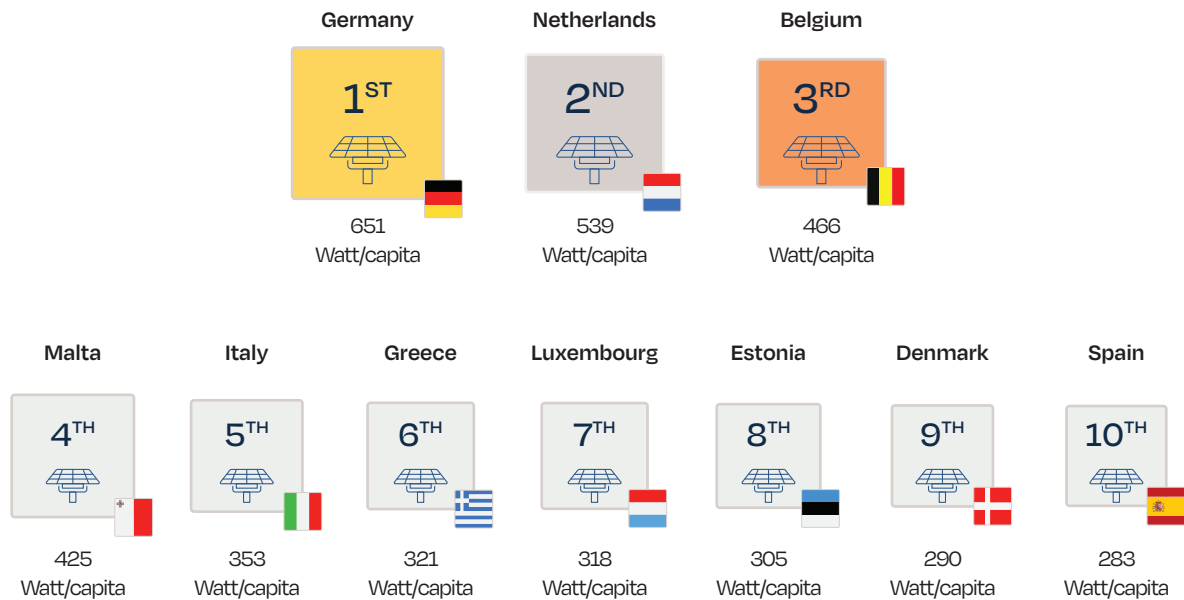 Germany
Netherlands
Belgium
1ST
2ND
3RD
651
Watt/capita
539
Watt/capita
466
Watt/capita
Malta
Italy
Greece
Luxembourg
Estonia
Denmark
Spain
4TH
5TH
6TH
7TH
8TH
9TH
10TH
425
Watt/capita
353
Watt/capita
321
Watt/capita
318
Watt/capita
305
Watt/capita
290
Watt/capita
283
Watt/capita